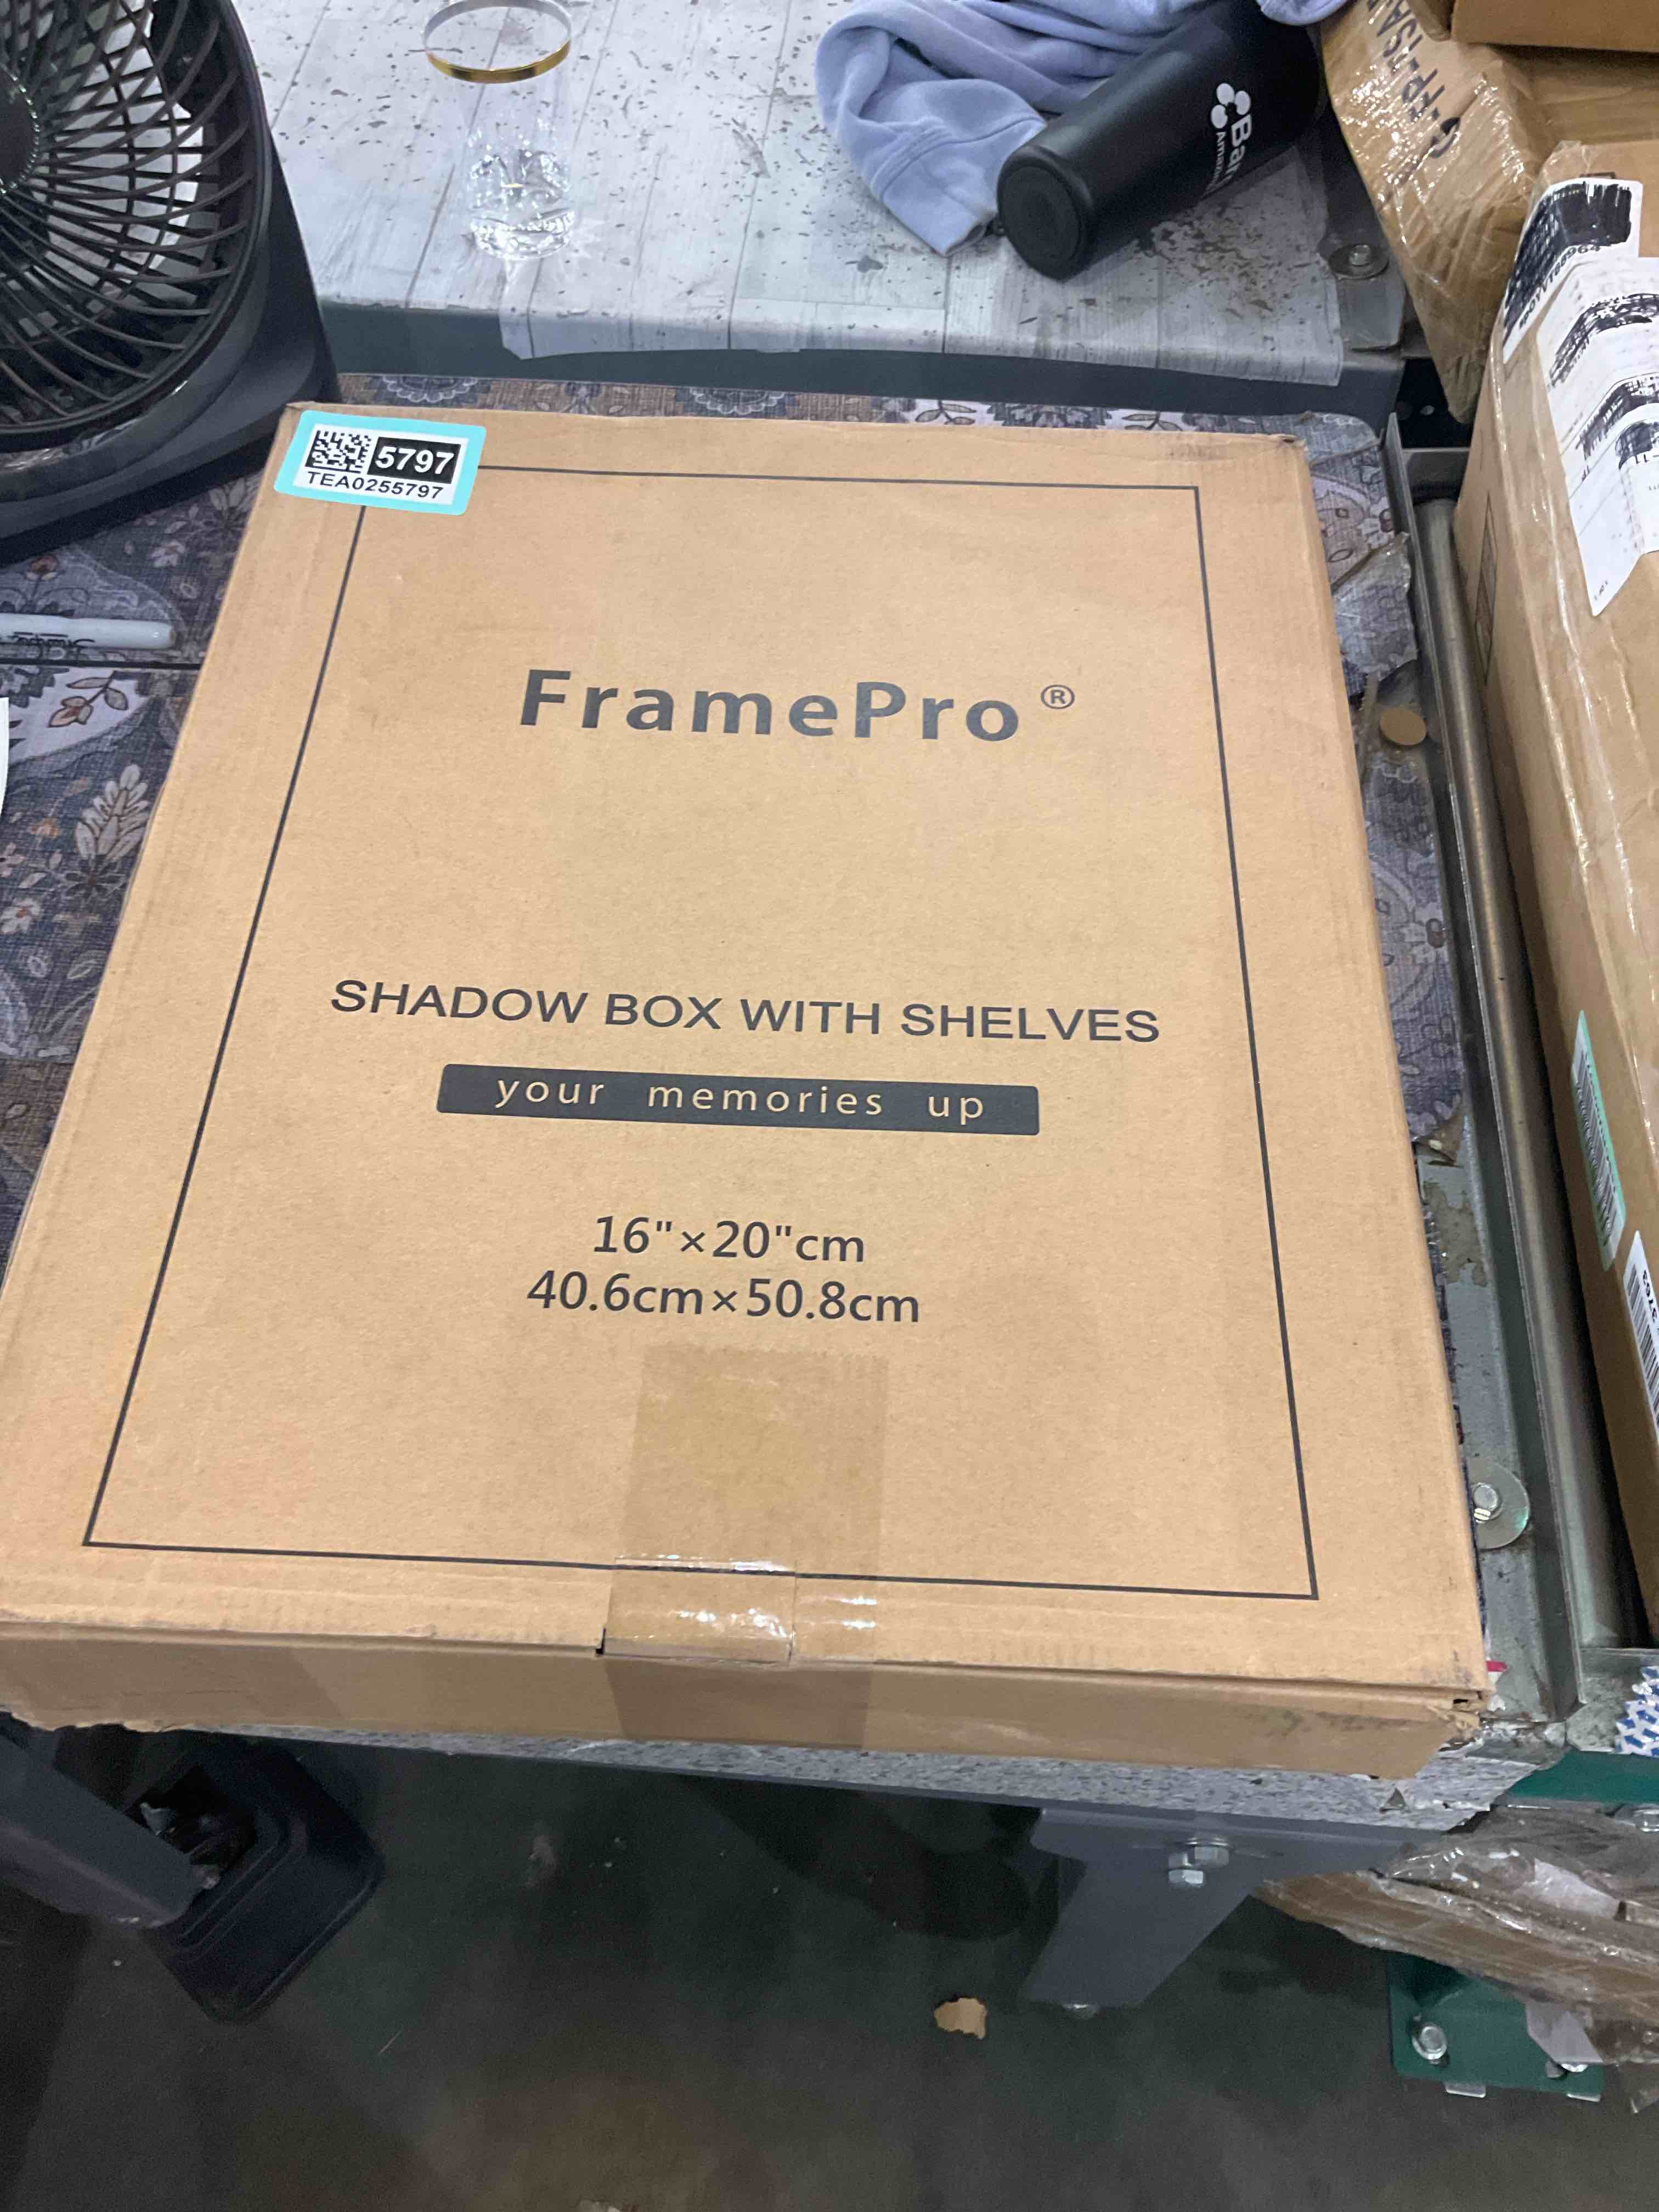 5797
TEA0255797
FramePro®
SHADOW BOX WITH SHELVES
your memories up
16"×20"cm
40.6cm×50.8cm